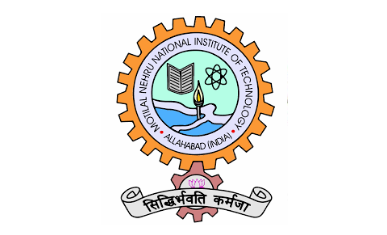 MOTILAL NEHRU NATIONAL INSTITUTE OF TECHNOLOGY
• ALLAHABAD (INDIA) •
सिद्धिर्भवति कर्मजा